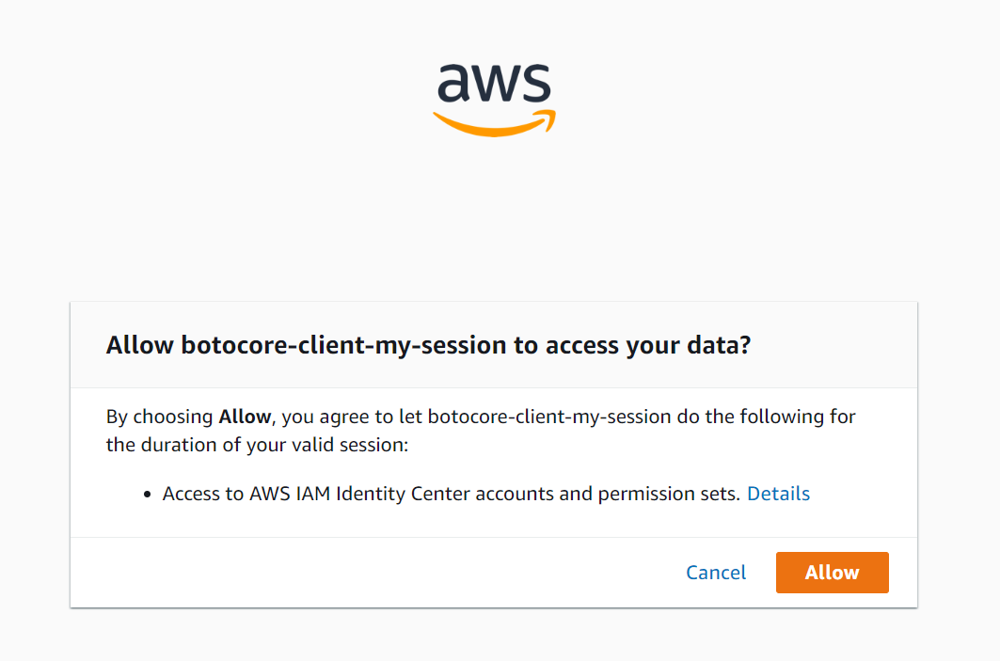 aws
Allow botocore-client-my-session to access your data?
By choosing Allow, you agree to let botocore-client-my-session do the following for
the duration of your valid session:
• Access to AWS IAM Identity Center accounts and permission sets. Details
Cancel Allow